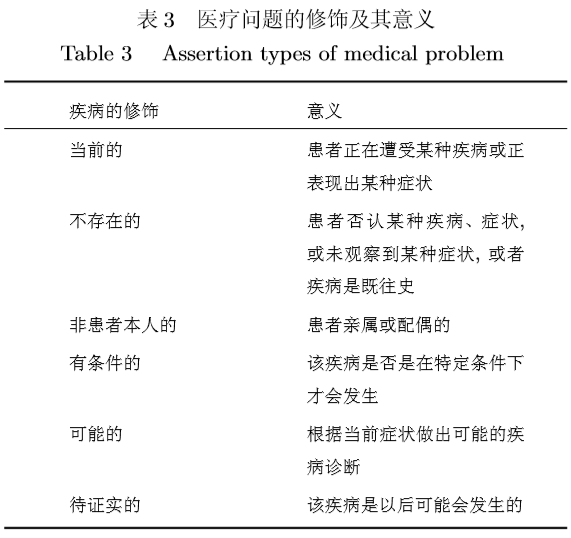 表 3 医疗问题的修饰及其意义
Table 3 Assertion types of medical problem
疾病的修饰 意义
当前的 患者正在遭受某种疾病或正
表现出某种症状
不存在的 患者否认某种疾病、症状,
或未观察到某种症状, 或者
疾病是既往史
非患者本人的 患者亲属或配偶的
有条件的 该疾病是否是在特定条件下
才会发生
可能的 根据当前症状做出可能的疾
病诊断
待证实的 该疾病是以后可能会发生的